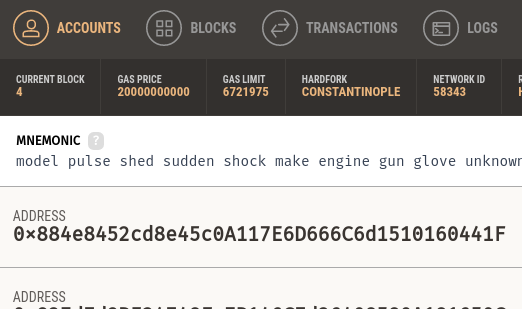 ACCOUNTS BLOCKS TRANSACTIONS LOGS
CURRENT BLOCK GAS PRICE GAS LIMIT HARDFORK NETWORK ID
4 20000000000 6721975 CONSTANTINOPLE 58343
MNEMONIC ?
model pulse shed sudden shock make engine gun glove unknown
ADDRESS
0×884e8452cd8e45c0A117E6D666C6d1510160441F
ADDRESS